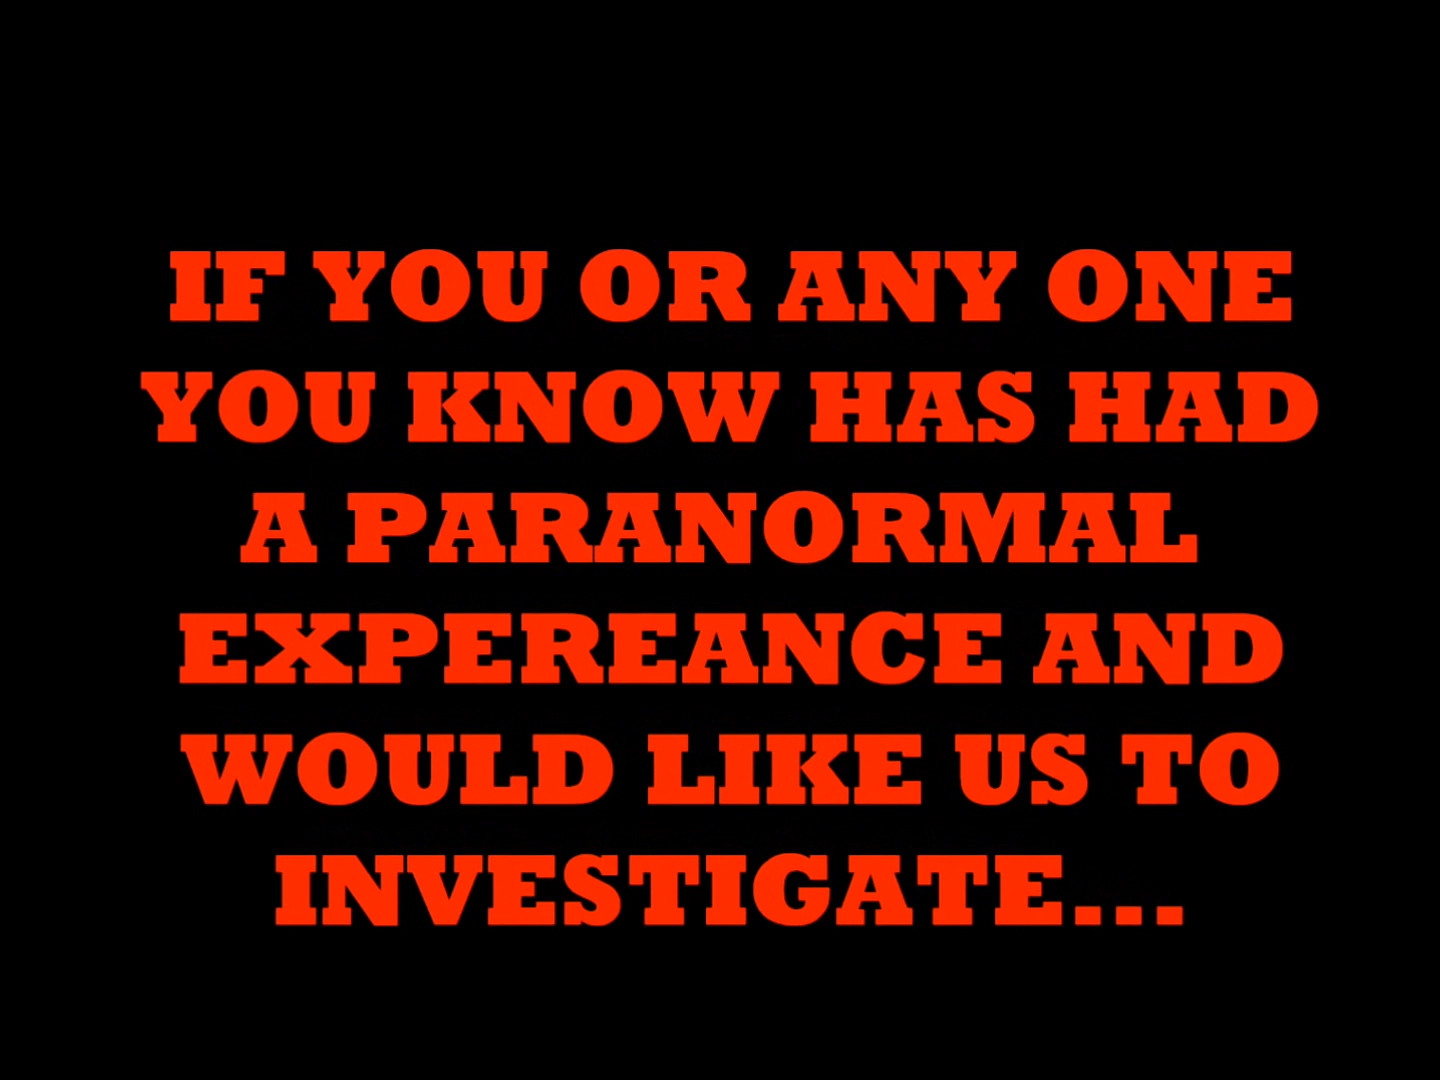 IF YOU OR ANY ONE
YOU KNOW HAS HAD
A PARANORMAL
EXPEREANCE AND
WOULD LIKE US TO
INVESTIGATE...